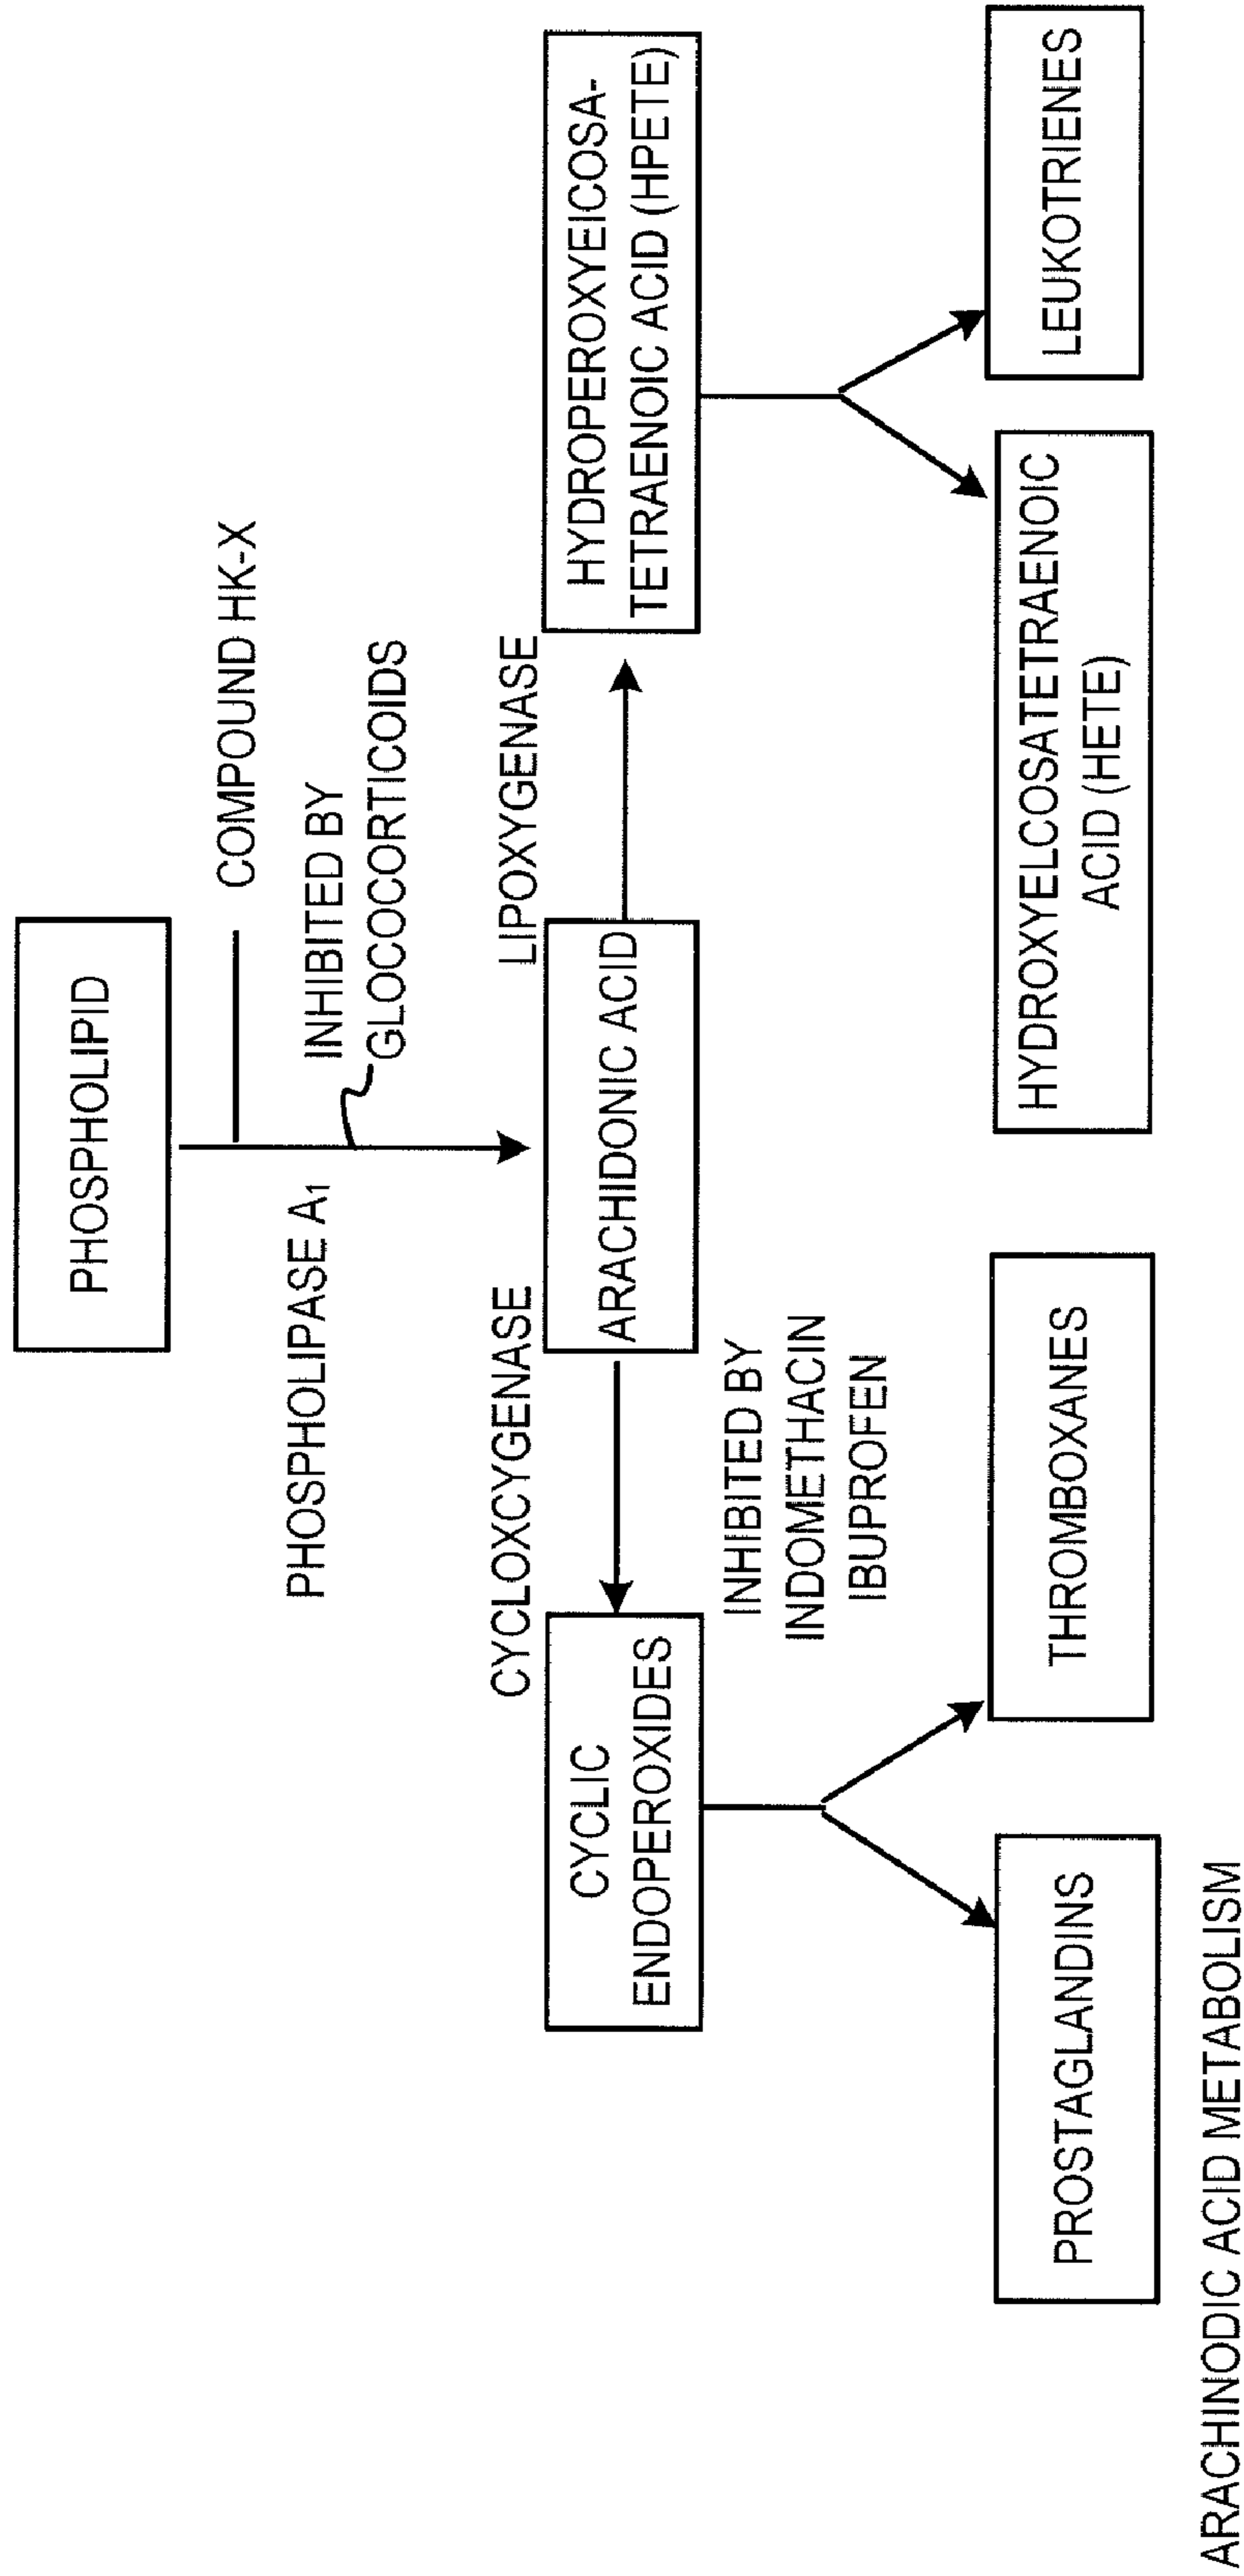 PHOSPHOLIPID
COMPOUND HK-X
PHOSPHOLIPASE A1
INHIBITED BY
GLOCOCORTICOIDS
CYCLOXCYGENASE
LIPOXYGENASE
CYCLIC
ENDOPEROXIDES
ARACHIDONIC ACID
HYDROPEROXYEICOSA-
TETRAENOIC ACID (HPETE)
INHIBITED BY
INDOMETHACIN
IBUPROFEN
PROSTAGLANDINS
THROMBOXANES
HYDROXYELCOSATETRAENOIC
ACID (HETE)
LEUKOTRIENES
ARACHINODIC ACID METABOLISM